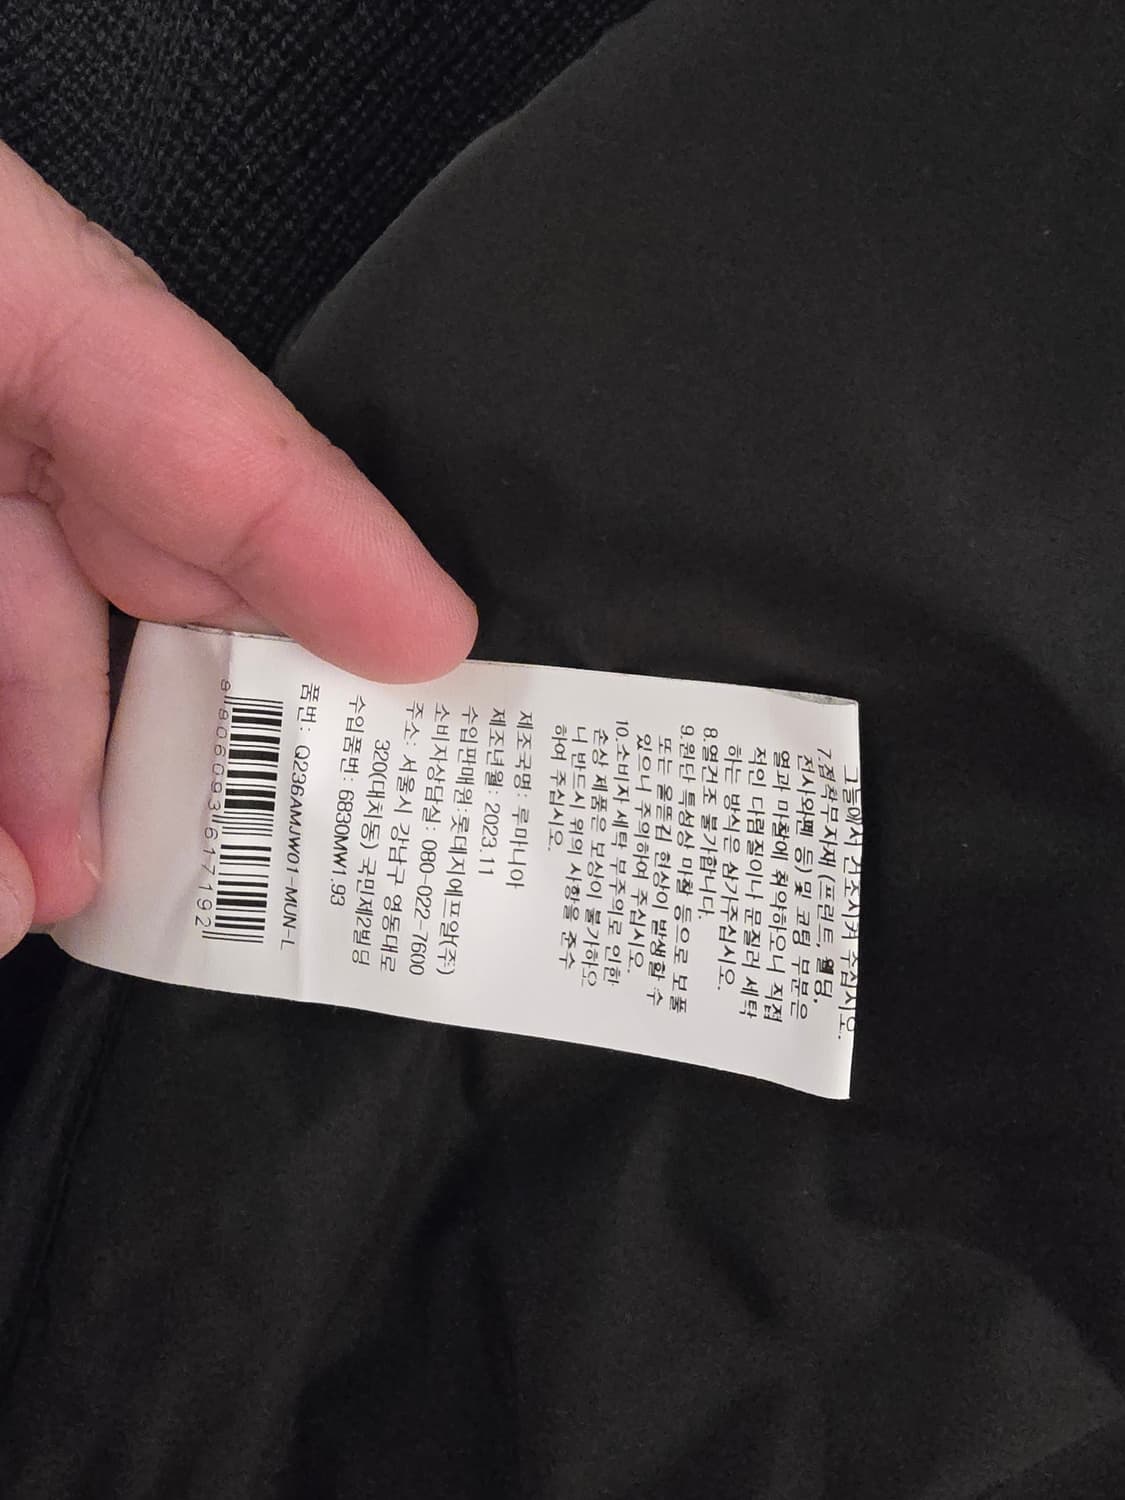 그늘에서 건조시켜 주십시오.
7.접착부자재 (프린트, 웰딩,
전사와펜 등) 및 코팅 부분은
열과 마찰에 취약하오니 직접
적인 다림질이나 문질러 세탁
하는 방식은 삼가주십시오.
8.열건조 불가합니다.
9.원단 특성상 마찰 등으로 보풀
또는 올뜯김 현상이 발생할 수
있으니 주의하여 주십시오.
10.소비자 세탁 부주의로 인한
손상 제품은 보상이 불가하오
니 반드시 위의 사항을 준수
하여 주십시오.
제조국명: 루마니아
제조년월: 2023.11
수입판매원:롯데지에프알(주)
소비자상담실: 080-022-7600
주소: 서울시 강남구 영동대로
320(대치동) 국민제2빌딩
수입품번: 6830MW1.93
품번: Q236AMJW01-MUN-L
8806093617192